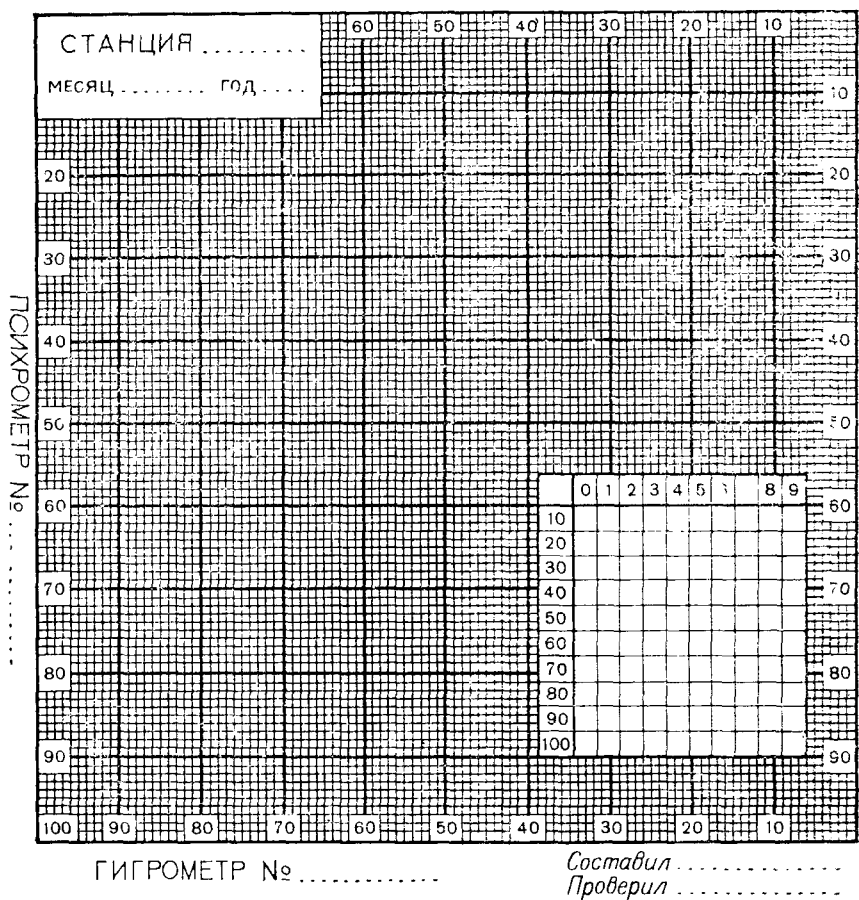 60 50 40 30 20 10
СТАНЦИЯ ........
МЕСЯЦ ........ ГОД ....
10
20 20
30 30
40 40
50 50
0 1 2 3 4 5 8 9
60 60
10
20
30
40
50
60
70
80
90
100
70 70
80 80
90 90
100 90 80 70 60 50 40 30 20 10
ПСИХРОМЕТР № ............
ГИГРОМЕТР № ............
Составил ............
Проверил ............